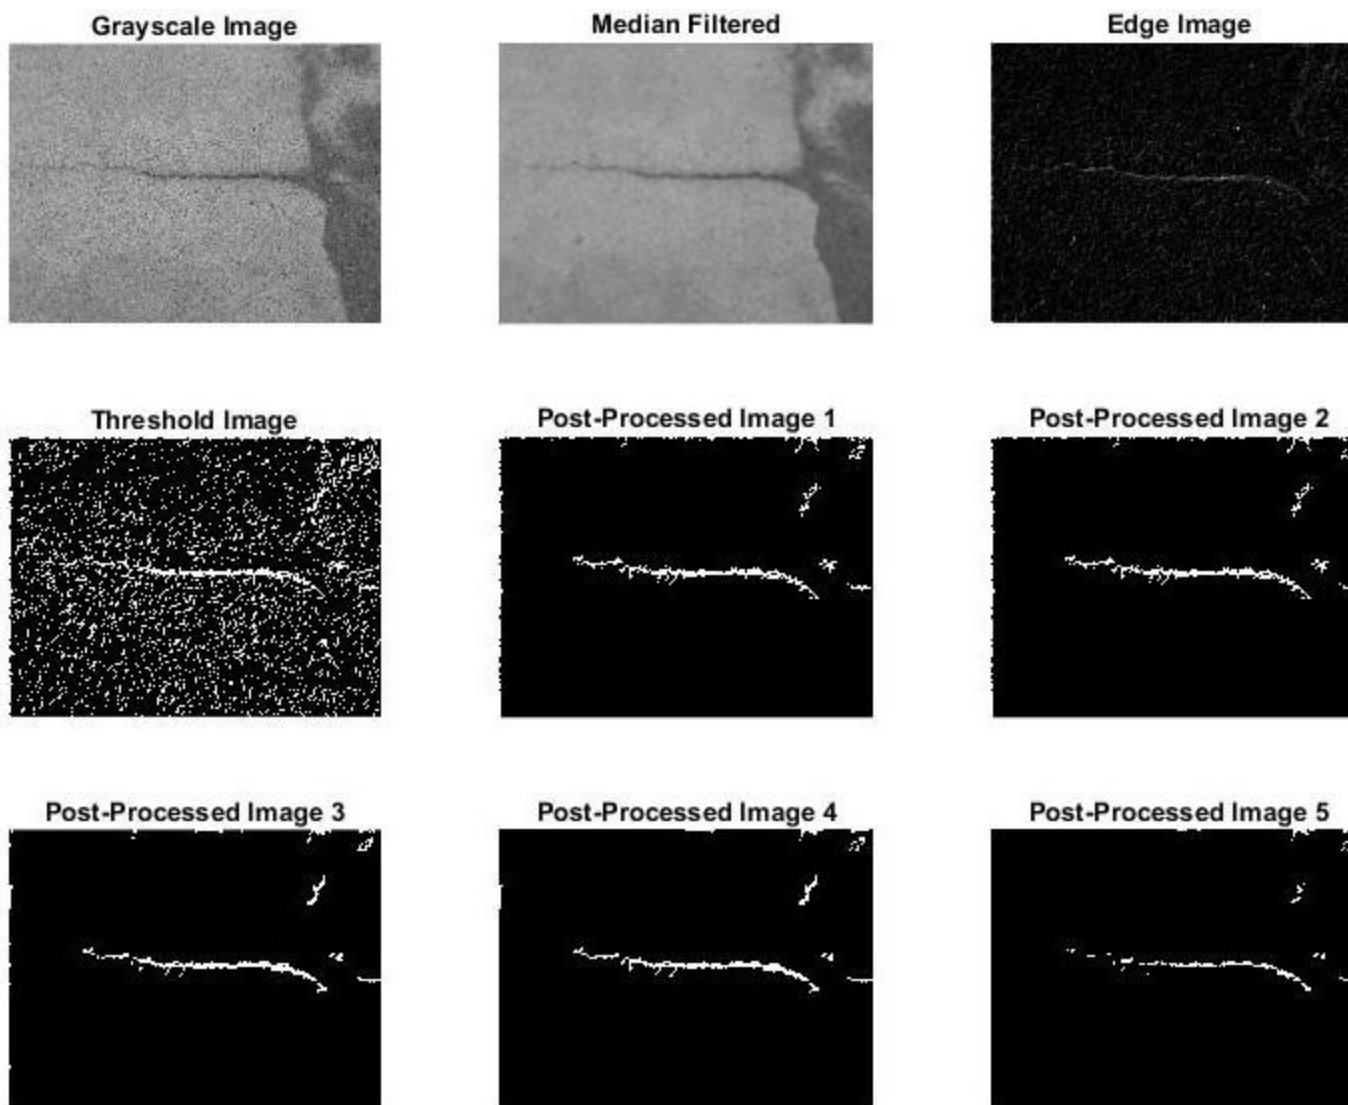 Grayscale Image
Median Filtered
Edge Image
Threshold Image
Post-Processed Image 1
Post-Processed Image 2
Post-Processed Image 3
Post-Processed Image 4
Post-Processed Image 5